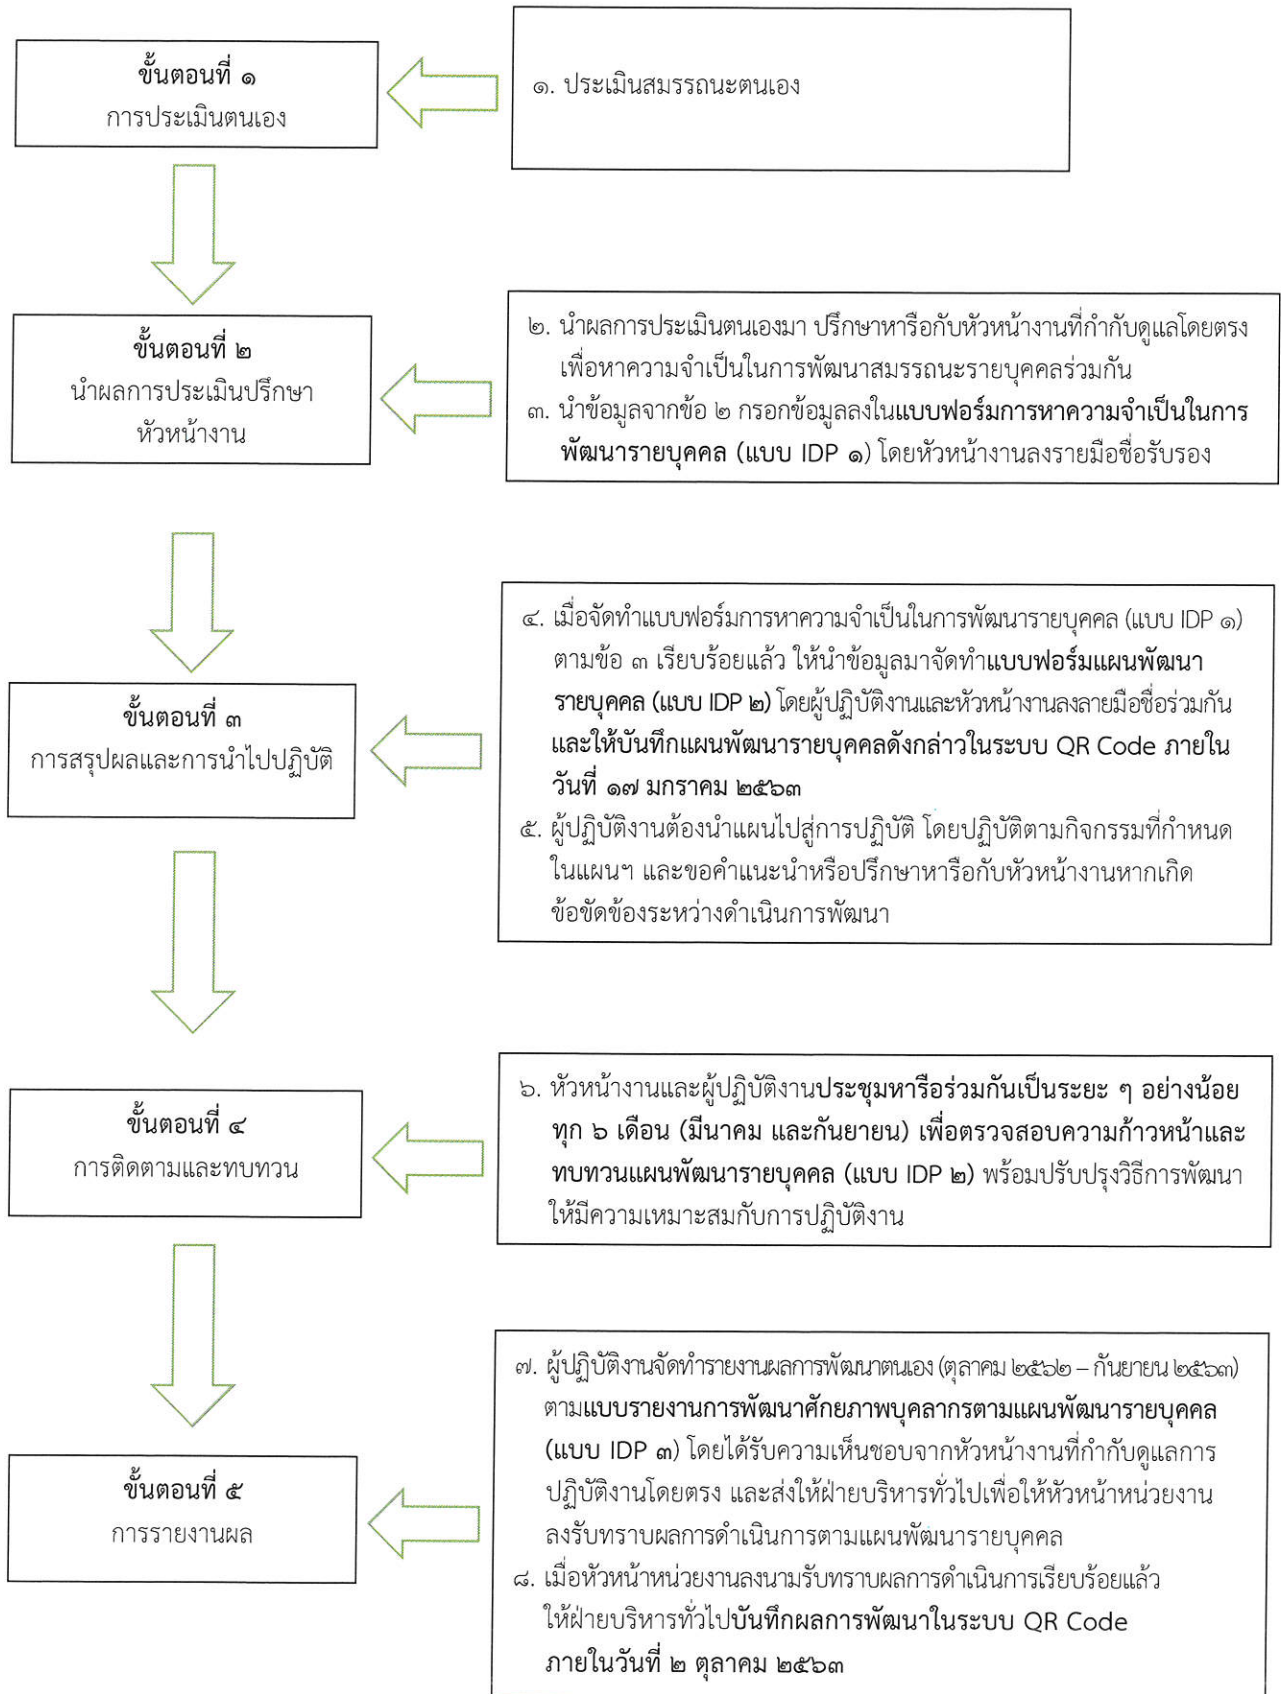 ขั้นตอนที่ ๑
การประเมินตนเอง
๑. ประเมินสมรรถนะตนเอง
ขั้นตอนที่ ๒
นำผลการประเมินปรึกษา
หัวหน้างาน
๒. นำผลการประเมินตนเองมา ปรึกษาหารือกับหัวหน้างานที่กำกับดูแลโดยตรง
เพื่อหาความจำเป็นในการพัฒนาสมรรถนะรายบุคคลร่วมกัน
๓. นำข้อมูลจากข้อ ๒ กรอกข้อมูลลงในแบบฟอร์มการหาความจำเป็นในการ
พัฒนารายบุคคล (แบบ IDP ๑) โดยหัวหน้างานลงรายมือชื่อรับรอง
ขั้นตอนที่ ๓
การสรุปผลและการนำไปปฏิบัติ
๔. เมื่อจัดทำแบบฟอร์มการหาความจำเป็นในการพัฒนารายบุคคล (แบบ IDP ๑)
ตามข้อ ๓ เรียบร้อยแล้ว ให้นำข้อมูลมาจัดทำแบบฟอร์มแผนพัฒนา
รายบุคคล (แบบ IDP ๒) โดยผู้ปฏิบัติงานและหัวหน้างานลงลายมือชื่อร่วมกัน
และให้บันทึกแผนพัฒนารายบุคคลดังกล่าวในระบบ QR Code ภายใน
วันที่ ๑๗ มกราคม ๒๕๖๓
๕. ผู้ปฏิบัติงานต้องนำแผนไปสู่การปฏิบัติ โดยปฏิบัติตามกิจกรรมที่กำหนด
ในแผนฯ และขอคำแนะนำหรือปรึกษาหารือกับหัวหน้างานหากเกิด
ข้อขัดข้องระหว่างดำเนินการพัฒนา
ขั้นตอนที่ ๔
การติดตามและทบทวน
๖. หัวหน้างานและผู้ปฏิบัติงานประชุมหารือร่วมกันเป็นระยะ ๆ อย่างน้อย
ทุก ๖ เดือน (มีนาคม และกันยายน) เพื่อตรวจสอบความก้าวหน้าและ
ทบทวนแผนพัฒนารายบุคคล (แบบ IDP ๒) พร้อมปรับปรุงวิธีการพัฒนา
ให้มีความเหมาะสมกับการปฏิบัติงาน
ขั้นตอนที่ ๕
การรายงานผล
๗. ผู้ปฏิบัติงานจัดทำรายงานผลการพัฒนาตนเอง (ตุลาคม ๒๕๖๒ – กันยายน ๒๕๖๓)
ตามแบบรายงานการพัฒนาศักยภาพบุคลากรตามแผนพัฒนารายบุคคล
(แบบ IDP ๓) โดยได้รับความเห็นชอบจากหัวหน้างานที่กำกับดูแลการ
ปฏิบัติงานโดยตรง และส่งให้ฝ่ายบริหารทั่วไปเพื่อให้หัวหน้าหน่วยงาน
ลงรับทราบผลการดำเนินการตามแผนพัฒนารายบุคคล
๘. เมื่อหัวหน้าหน่วยงานลงนามรับทราบผลการดำเนินการเรียบร้อยแล้ว
ให้ฝ่ายบริหารทั่วไปบันทึกผลการพัฒนาในระบบ QR Code
ภายในวันที่ ๒ ตุลาคม ๒๕๖๓